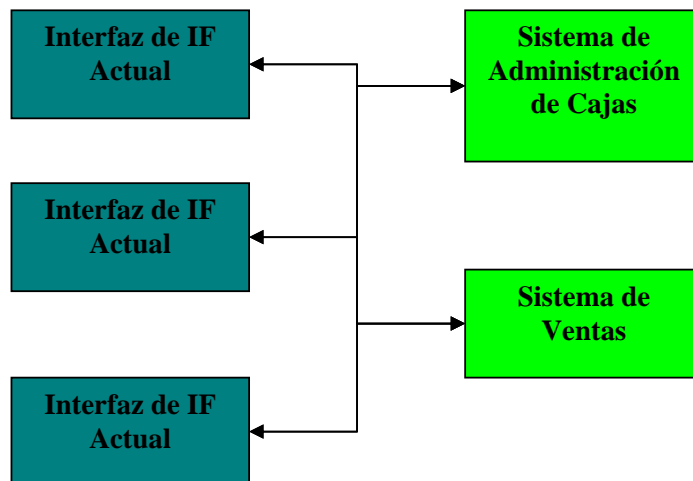 Interfaz de IF
Actual
Sistema de
Administración
de Cajas
Interfaz de IF
Actual
Sistema de
Ventas
Interfaz de IF
Actual